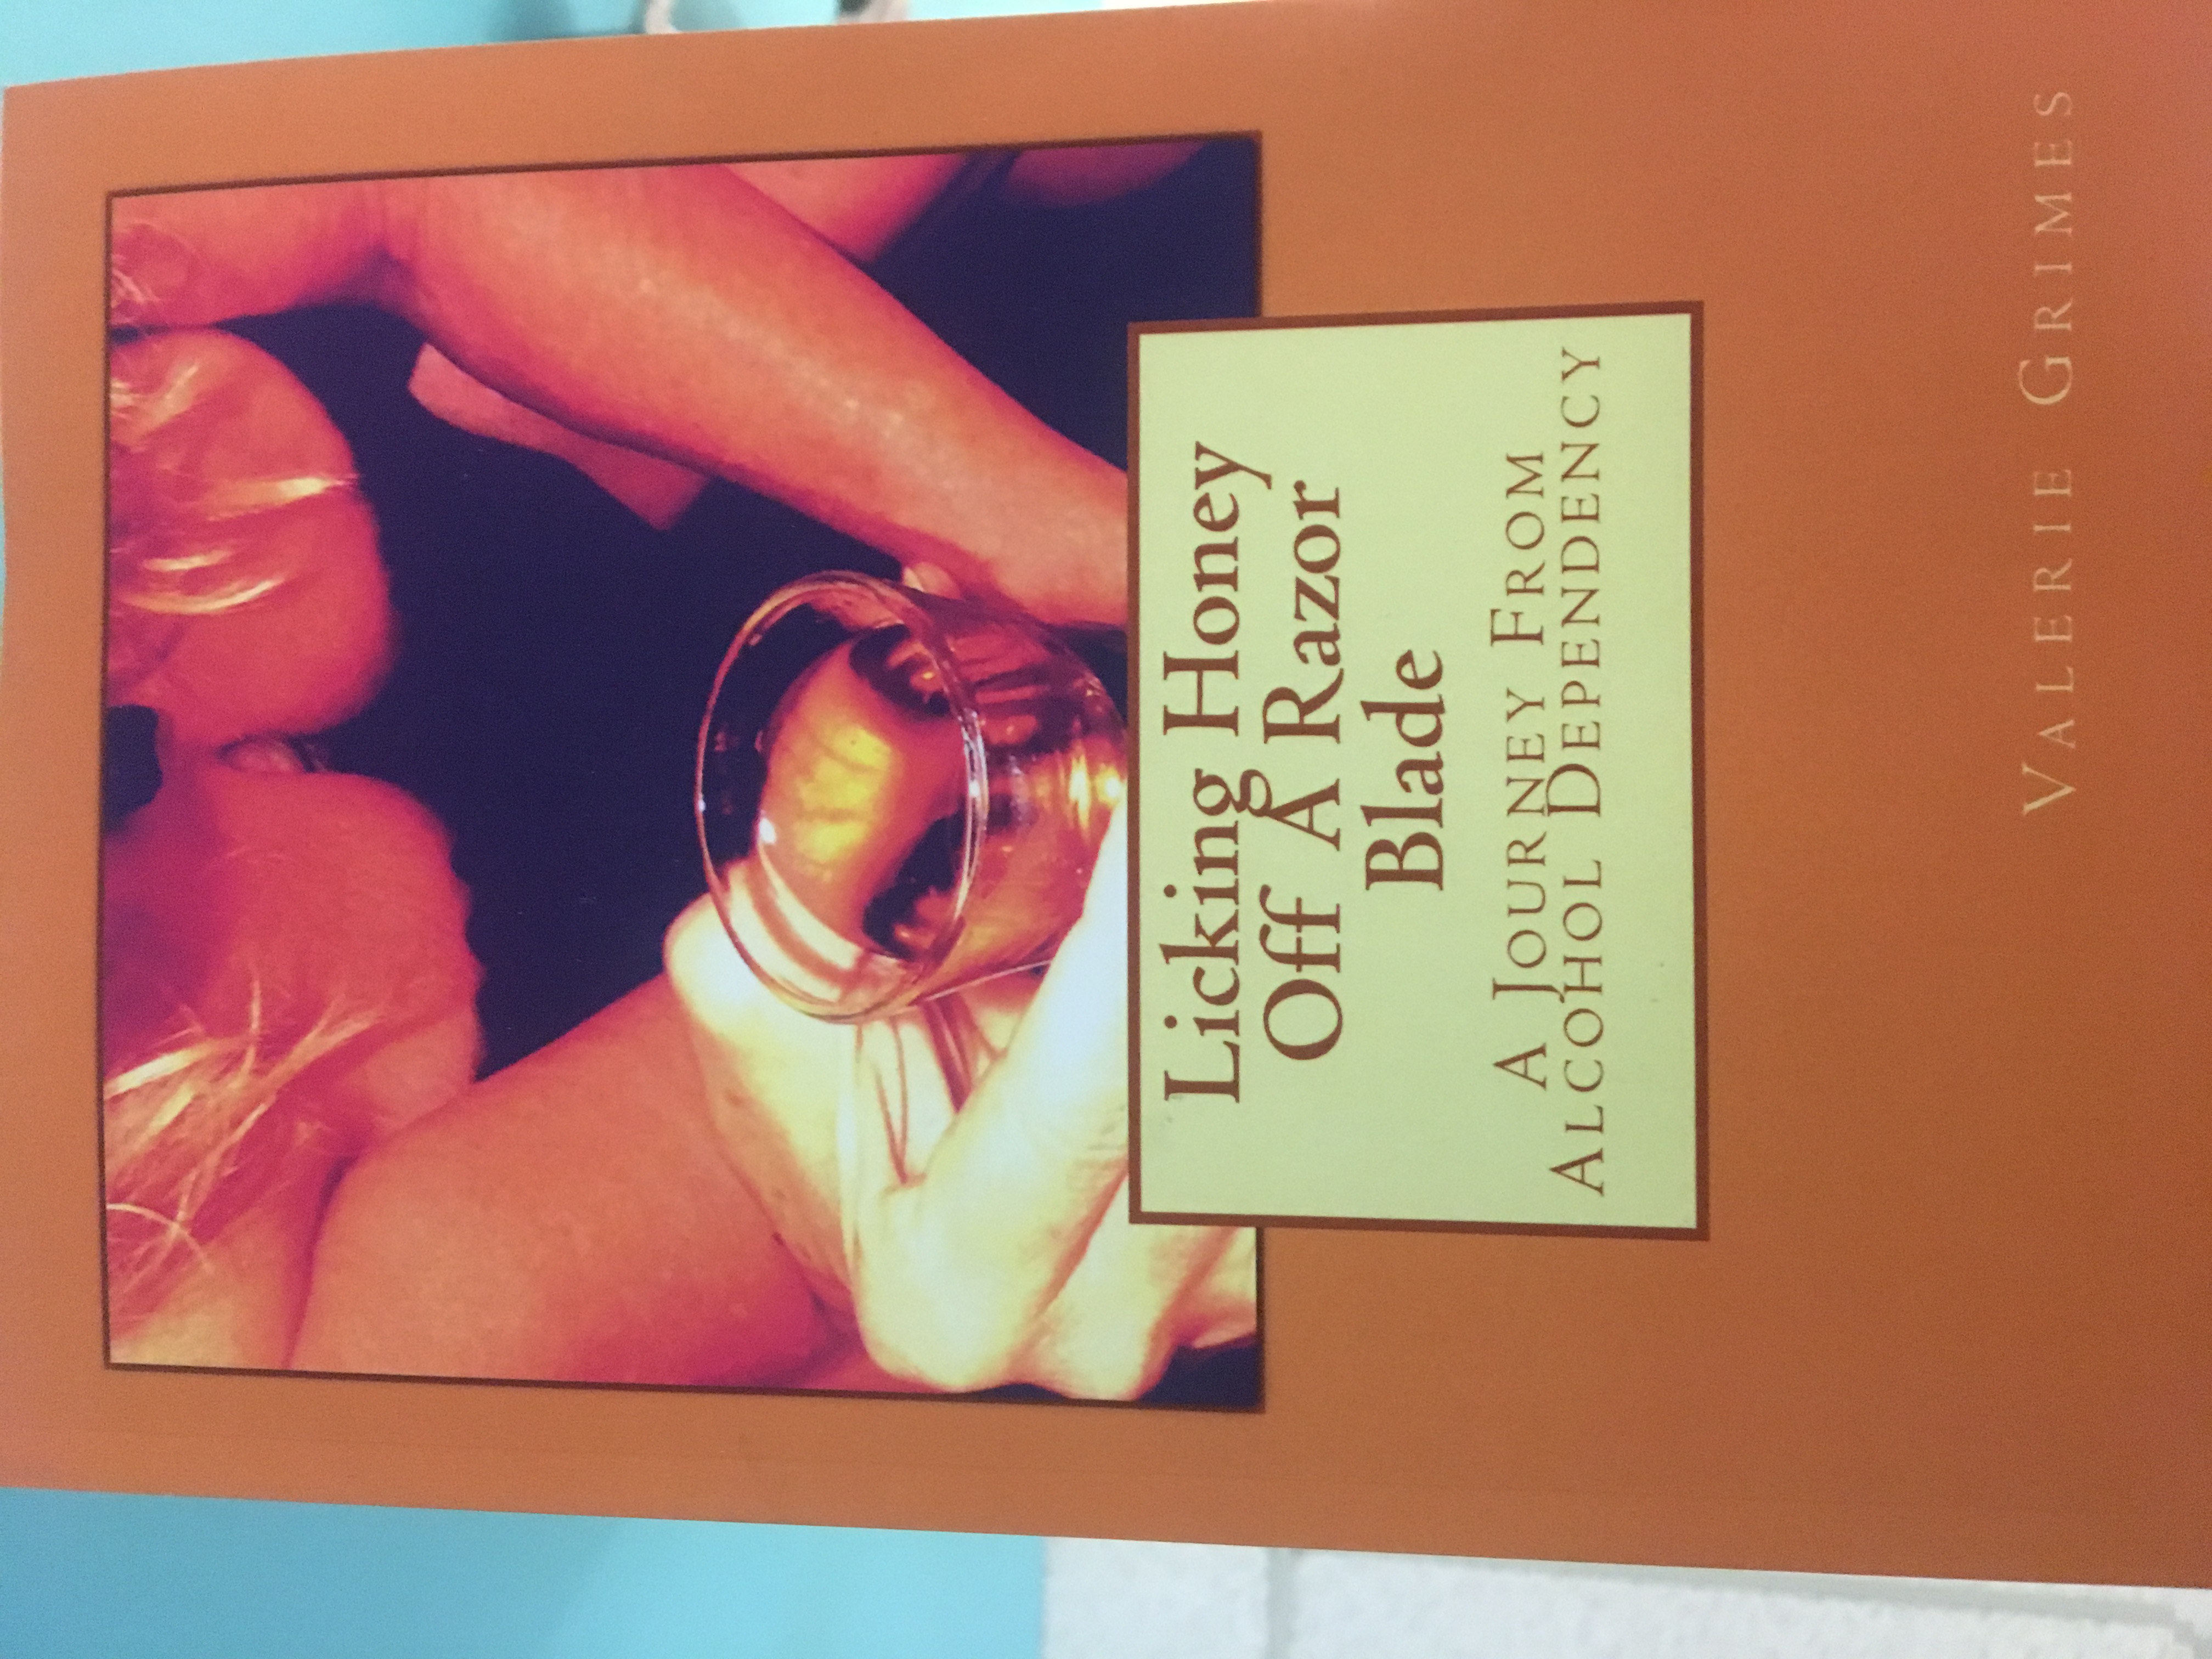 Licking Honey
Off A Razor
Blade
A Journey From
Alcohol Dependency
Valerie Grimes